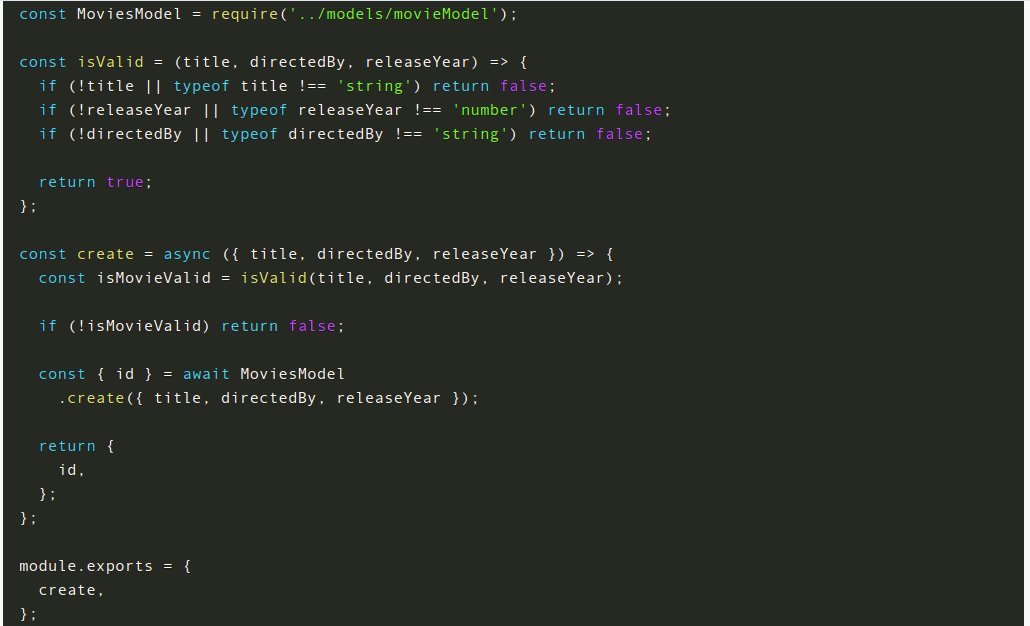 const MoviesModel = require('../models/movieModel');

const isValid = (title, directedBy, releaseYear) => {
  if (!title || typeof title !== 'string') return false;
  if (!releaseYear || typeof releaseYear !== 'number') return false;
  if (!directedBy || typeof directedBy !== 'string') return false;

  return true;
};

const create = async ({ title, directedBy, releaseYear }) => {
  const isMovieValid = isValid(title, directedBy, releaseYear);

  if (!isMovieValid) return false;

  const { id } = await MoviesModel
    .create({ title, directedBy, releaseYear });

  return {
    id,
  };
};

module.exports = {
  create,
};